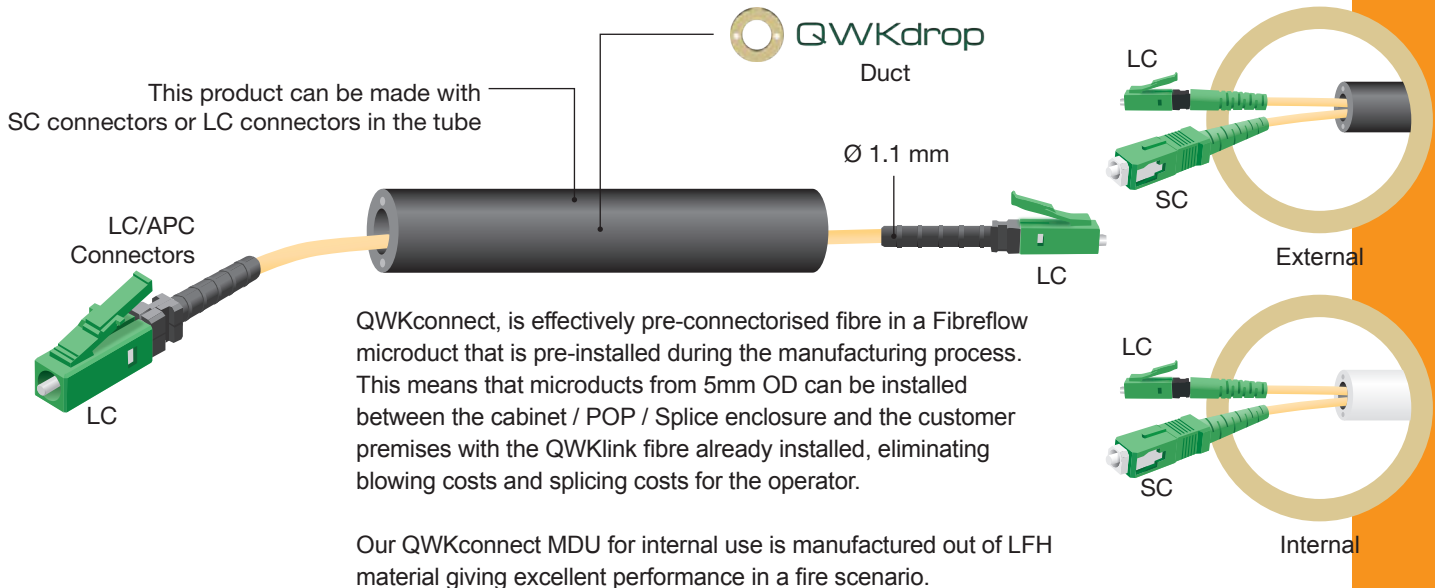 QWKdrop
Duct
This product can be made with
SC connectors or LC connectors in the tube
Ø 1.1 mm
LC/APC
Connectors
LC
LC
LC
SC
External
QWKconnect, is effectively pre-connectorised fibre in a Fibreflow
microduct that is pre-installed during the manufacturing process.
This means that microducts from 5mm OD can be installed
between the cabinet / POP / Splice enclosure and the customer
premises with the QWKlink fibre already installed, eliminating
blowing costs and splicing costs for the operator.
Our QWKconnect MDU for internal use is manufactured out of LFH
material giving excellent performance in a fire scenario.
LC
SC
Internal